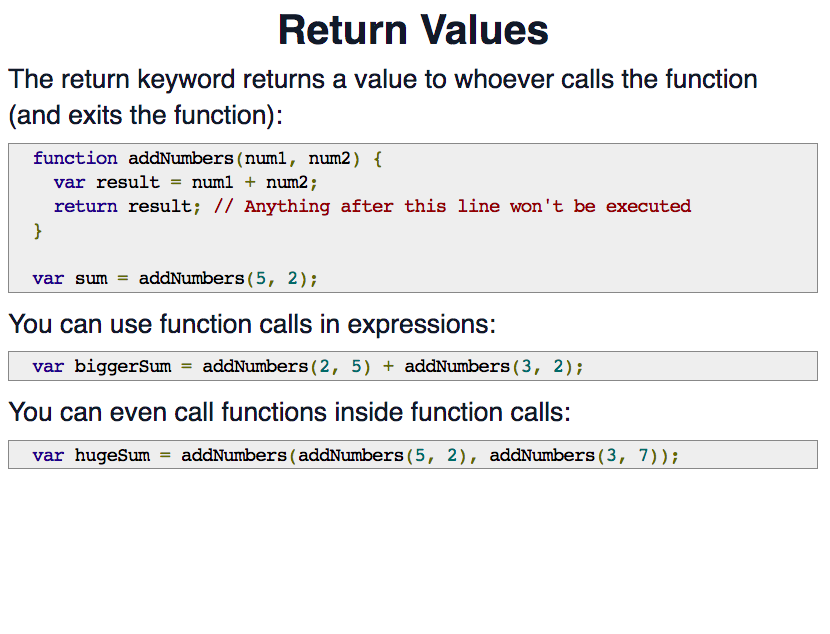 Return Values
The return keyword returns a value to whoever calls the function
(and exits the function):
function addNumbers(num1, num2) {
  var result = num1 + num2;
  return result; // Anything after this line won't be executed
}
var sum = addNumbers(5, 2);
You can use function calls in expressions:
var biggerSum = addNumbers(2, 5) + addNumbers(3, 2);
You can even call functions inside function calls:
var hugeSum = addNumbers(addNumbers(5, 2), addNumbers(3, 7));